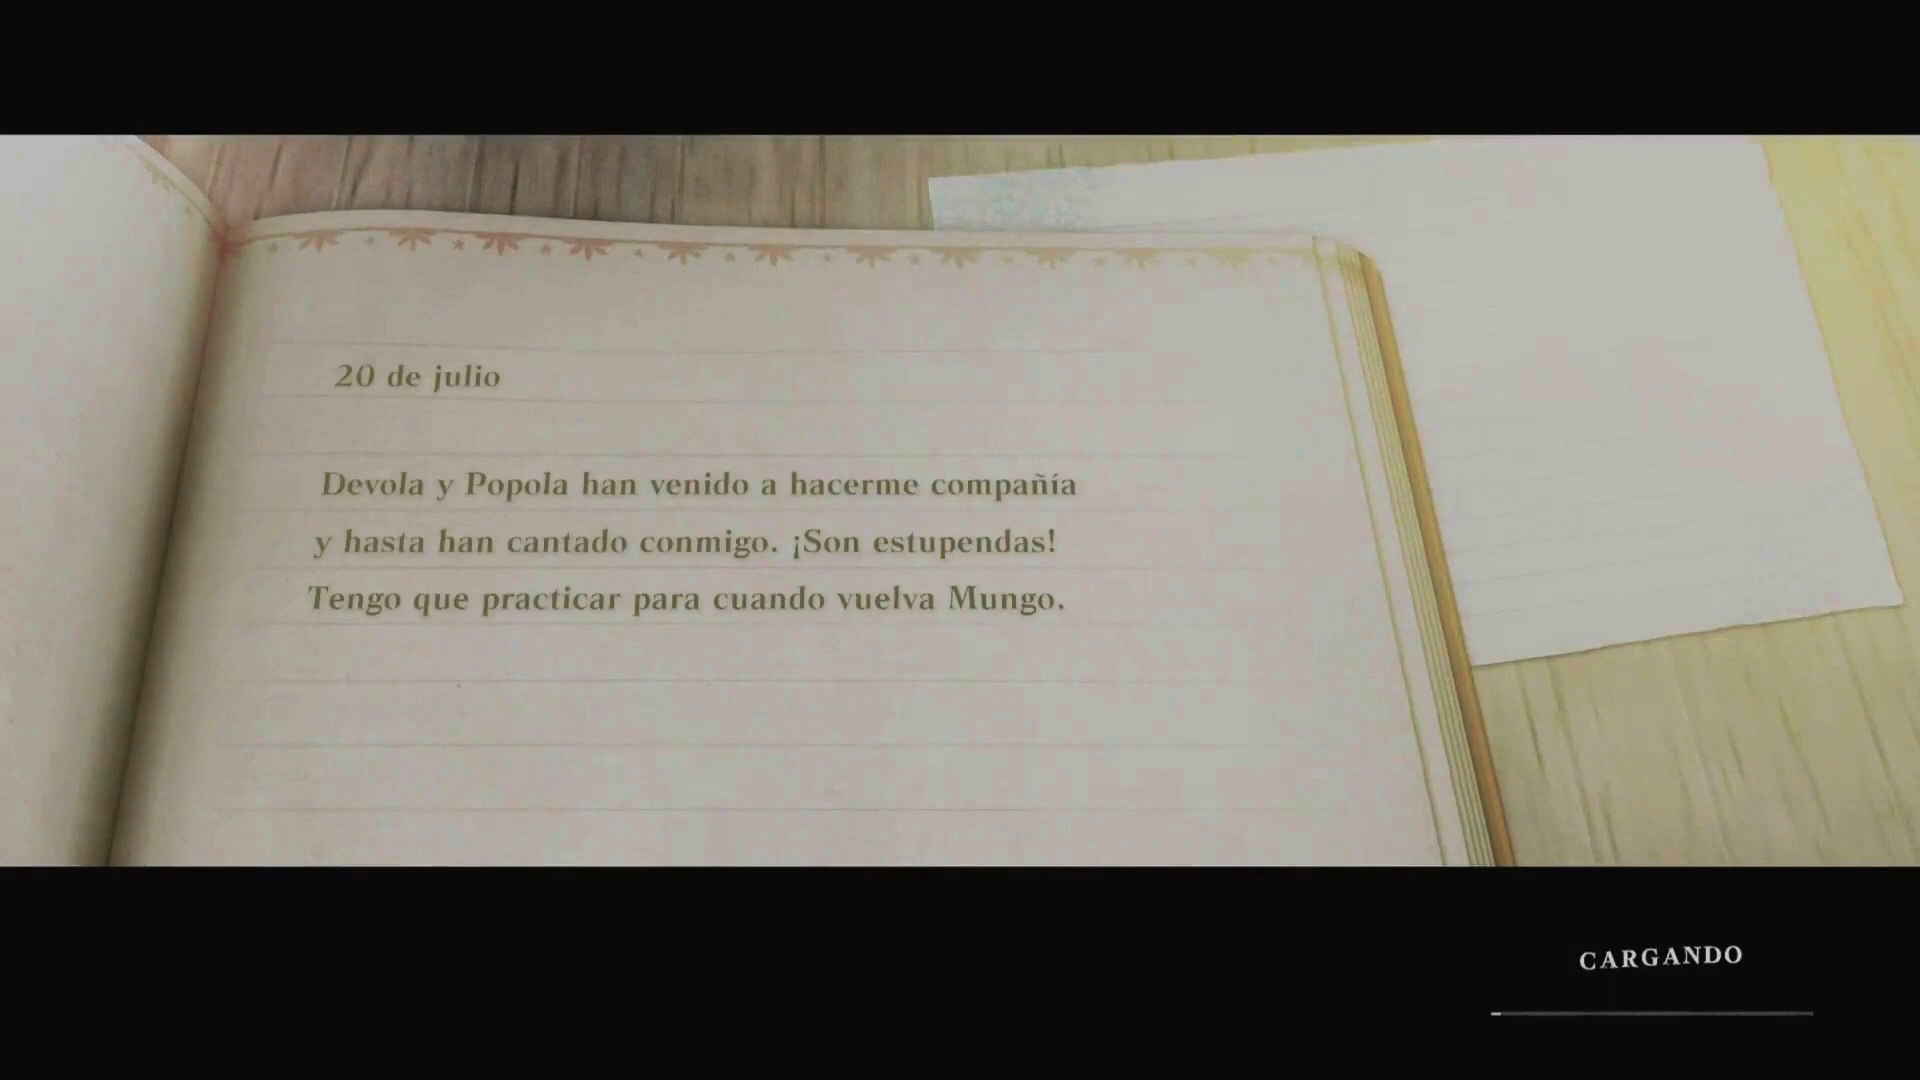 20 de julio
Devola y Popola han venido a hacerme compañía
y hasta han cantado conmigo. ¡Son estupendas!
Tengo que practicar para cuando vuelva Mungo.
CARGANDO